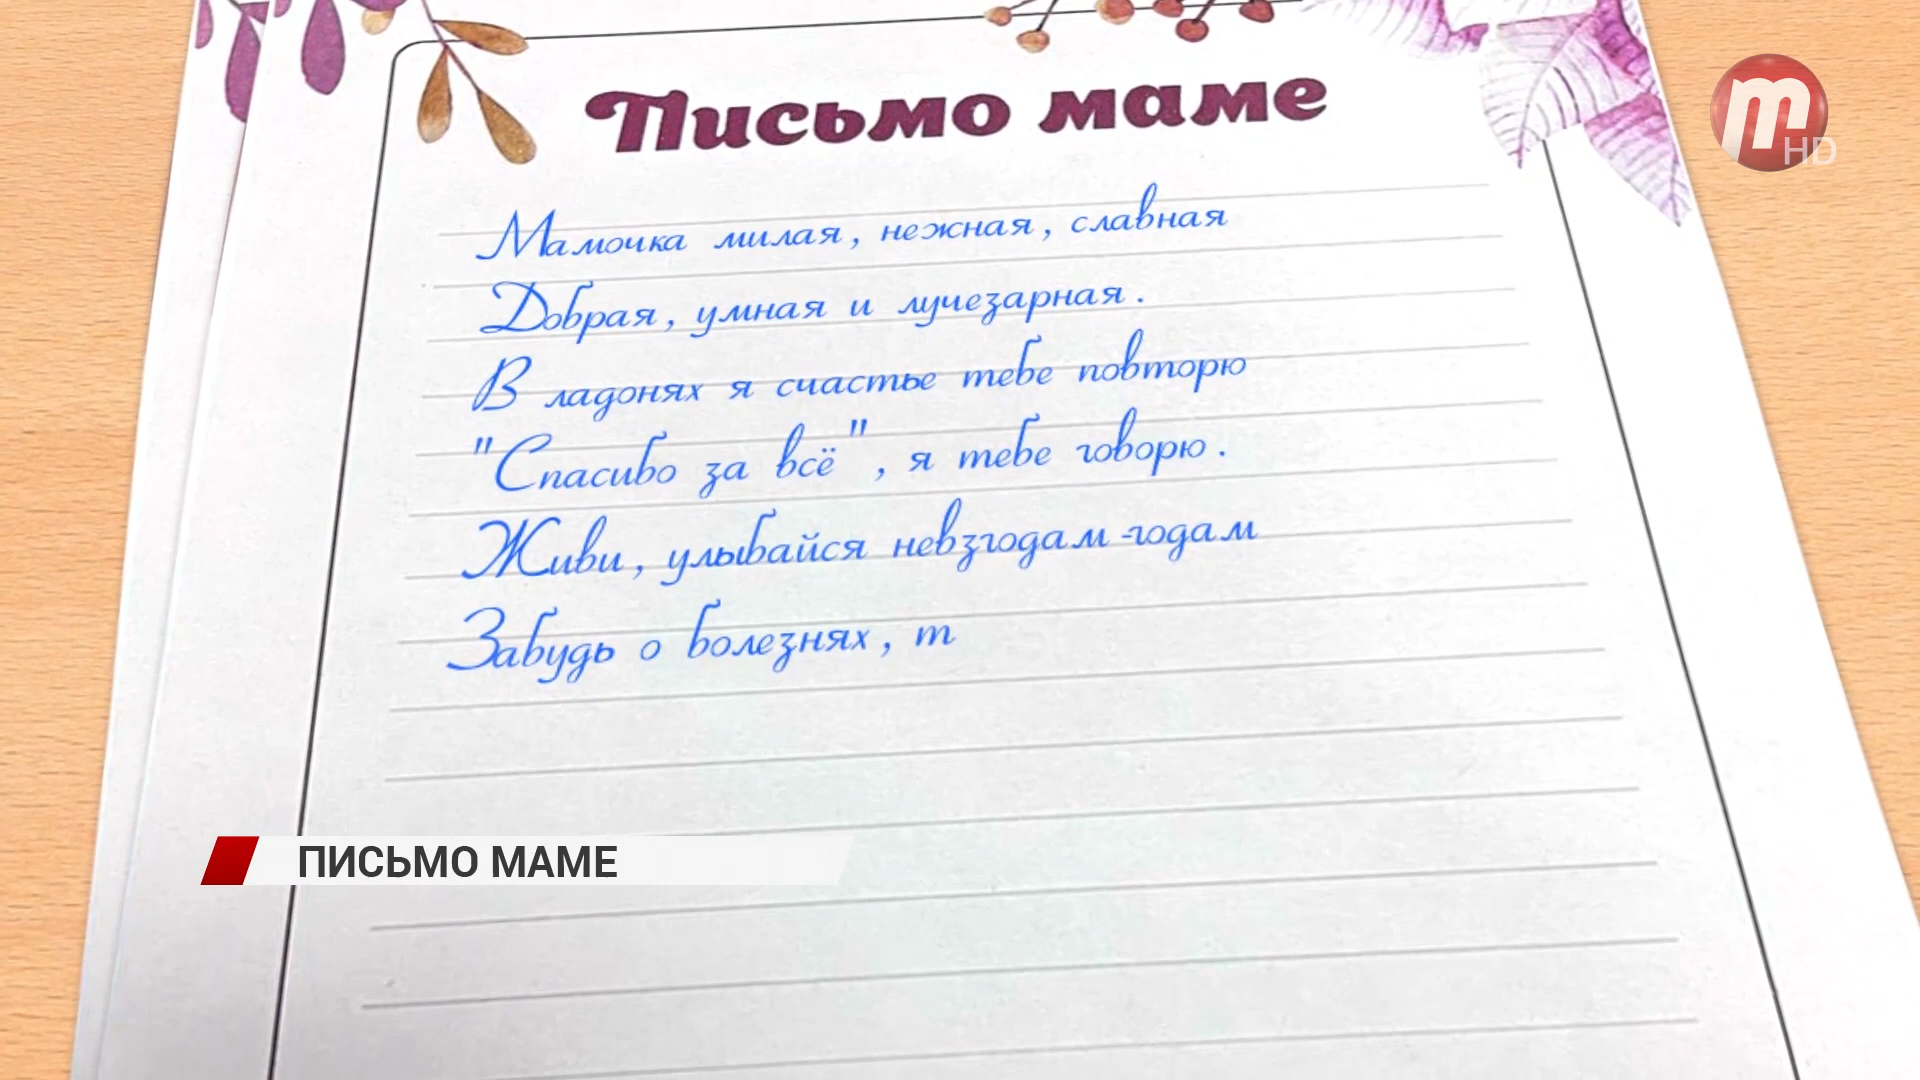 Письмо маме
m HD
Мамочка милая, нежная, славная
Добрая, умная и лучезарная.
В ладонях я счастье тебе повторю
"Спасибо за всё", я тебе говорю.
Живи, улыбайся невзгодам-годам
Забудь о болезнях, т
ПИСЬМО МАМЕ